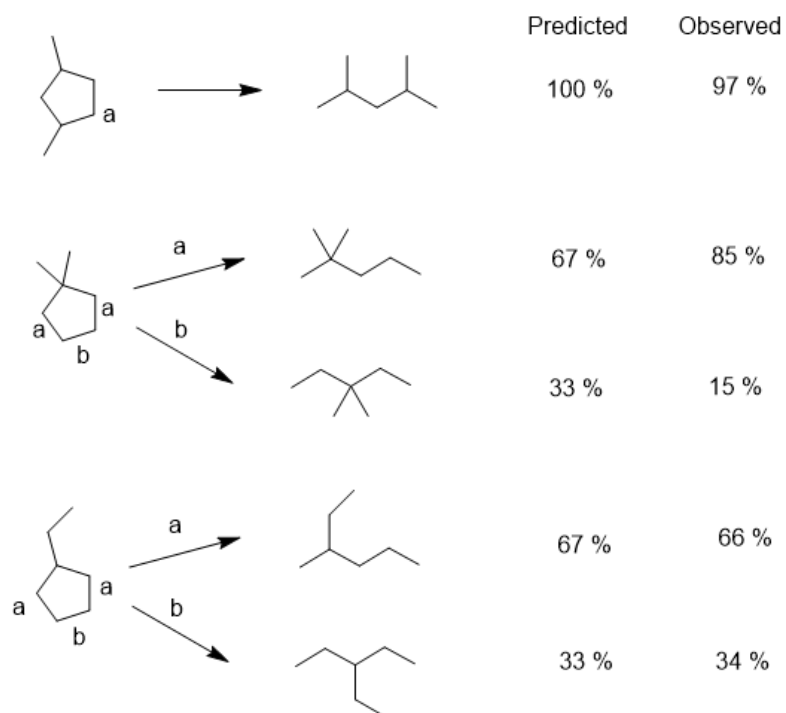 Predicted Observed
a 100 % 97 %
a 67 % 85 %
a a b
b 33 % 15 %
a 67 % 66 %
a a b
b 33 % 34 %